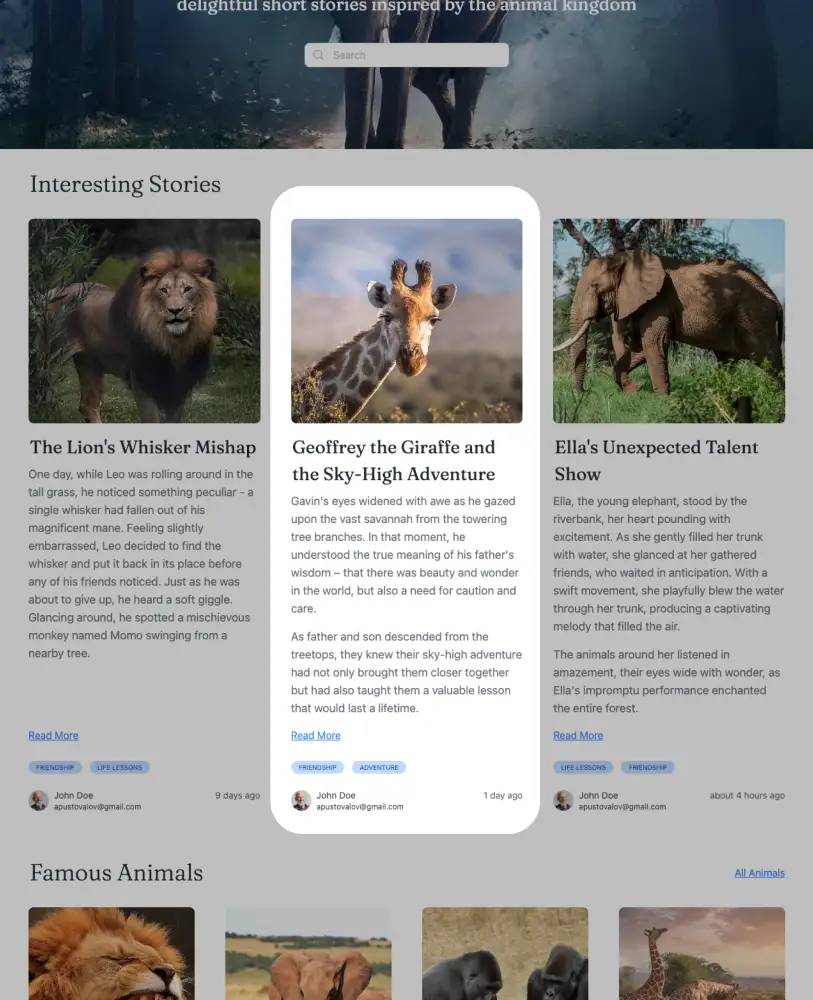 delightful short stories inspired by the animal kingdom
Search
Interesting Stories
The Lion's Whisker Mishap
One day, while Leo was rolling around in the
tall grass, he noticed something peculiar - a
single whisker had fallen out of his
magnificent mane. Feeling slightly
embarrassed, Leo decided to find the
whisker and put it back in its place before
any of his friends noticed. Just as he was
about to give up, he heard a soft giggle.
Glancing around, he spotted a mischievous
monkey named Momo swinging from a
nearby tree.
Read More
FRIENDSHIP
LIFE LESSONS
John Doe
apustovalov@gmail.com
9 days ago
Geoffrey the Giraffe and
the Sky-High Adventure
Gavin's eyes widened with awe as he gazed
upon the vast savannah from the towering
tree branches. In that moment, he
understood the true meaning of his father's
wisdom – that there was beauty and wonder
in the world, but also a need for caution and
care.
As father and son descended from the
treetops, they knew their sky-high adventure
had not only brought them closer together
but had also taught them a valuable lesson
that would last a lifetime.
Read More
FRIENDSHIP
ADVENTURE
John Doe
apustovalov@gmail.com
1 day ago
Ella's Unexpected Talent
Show
Ella, the young elephant, stood by the
riverbank, her heart pounding with
excitement. As she gently filled her trunk
with water, she glanced at her gathered
friends, who waited in anticipation. With a
swift movement, she playfully blew the water
through her trunk, producing a captivating
melody that filled the air.
The animals around her listened in
amazement, their eyes wide with wonder, as
Ella's impromptu performance enchanted
the entire forest.
Read More
LIFE LESSONS
FRIENDSHIP
John Doe
apustovalov@gmail.com
about 4 hours ago
Famous Animals
All Animals